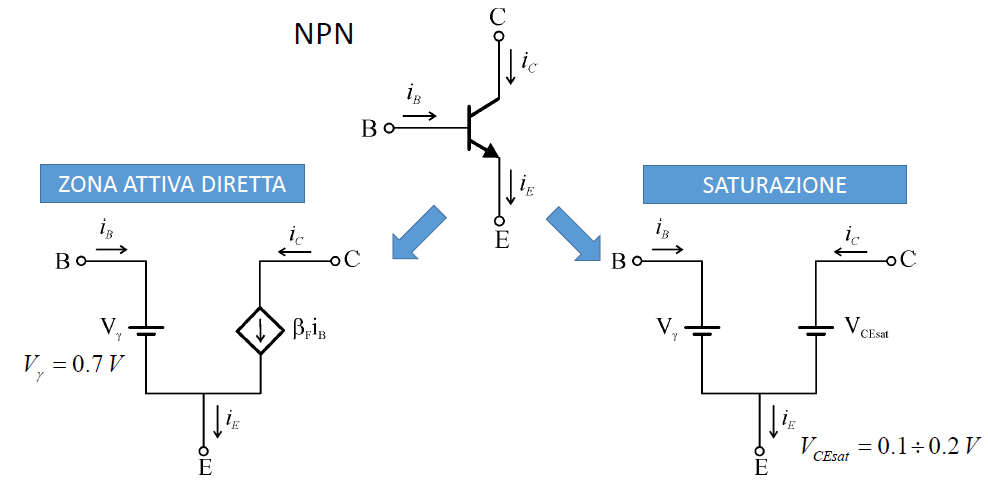 NPN
C
i_C
i_B
B
i_E
E
ZONA ATTIVA DIRETTA
i_B
i_C
B
C
V_γ
β_F i_B
V_γ = 0.7 V
i_E
E
SATURAZIONE
i_B
i_C
B
C
V_γ
V_CEsat
i_E
V_CEsat = 0.1 ÷ 0.2 V
E